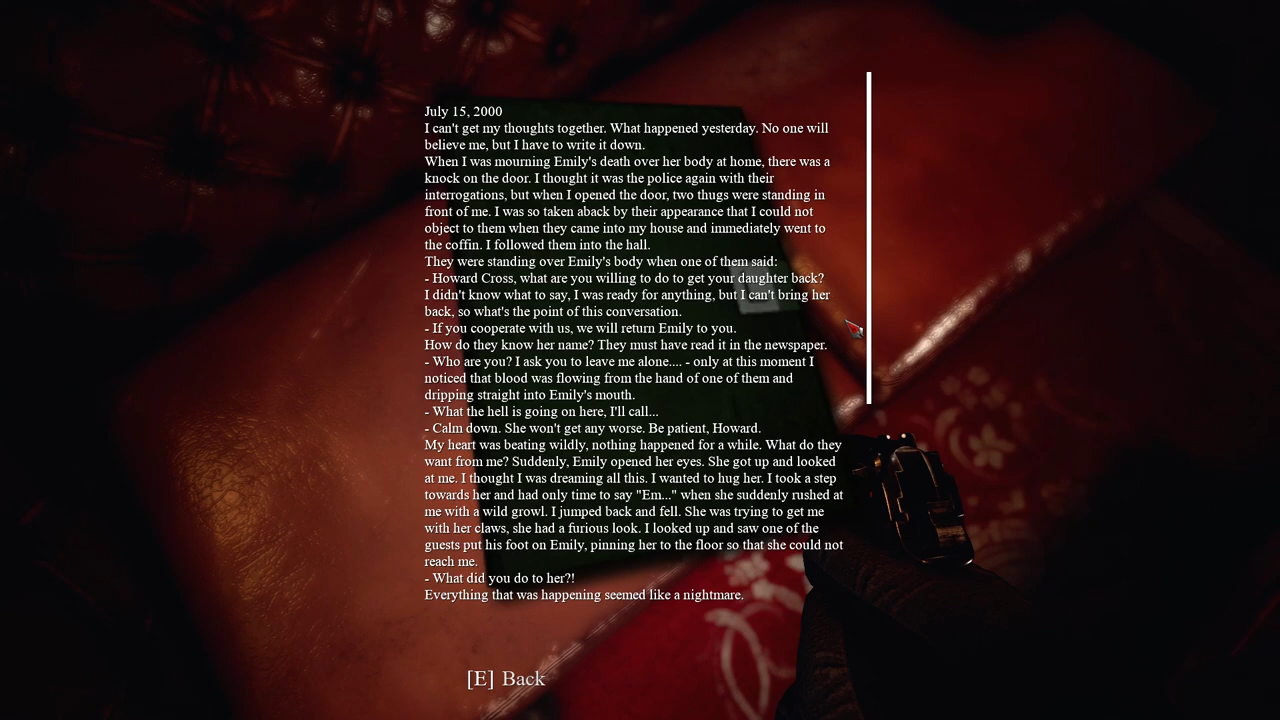 July 15, 2000
I can't get my thoughts together. What happened yesterday. No one will
believe me, but I have to write it down.
When I was mourning Emily's death over her body at home, there was a
knock on the door. I thought it was the police again with their
interrogations, but when I opened the door, two thugs were standing in
front of me. I was so taken aback by their appearance that I could not
object to them when they came into my house and immediately went to
the coffin. I followed them into the hall.
They were standing over Emily's body when one of them said:
- Howard Cross, what are you willing to do to get your daughter back?
I didn't know what to say, I was ready for anything, but I can't bring her
back, so what's the point of this conversation.
- If you cooperate with us, we will return Emily to you.
How do they know her name? They must have read it in the newspaper.
- Who are you? I ask you to leave me alone.... - only at this moment I
noticed that blood was flowing from the hand of one of them and
dripping straight into Emily's mouth.
- What the hell is going on here, I'll call...
- Calm down. She won't get any worse. Be patient, Howard.
My heart was beating wildly, nothing happened for a while. What do they
want from me? Suddenly, Emily opened her eyes. She got up and looked
at me. I thought I was dreaming all this. I wanted to hug her. I took a step
towards her and had only time to say "Em..." when she suddenly rushed at
me with a wild growl. I jumped back and fell. She was trying to get me
with her claws, she had a furious look. I looked up and saw one of the
guests put his foot on Emily, pinning her to the floor so that she could not
reach me.
- What did you do to her?!
Everything that was happening seemed like a nightmare.
[E] Back